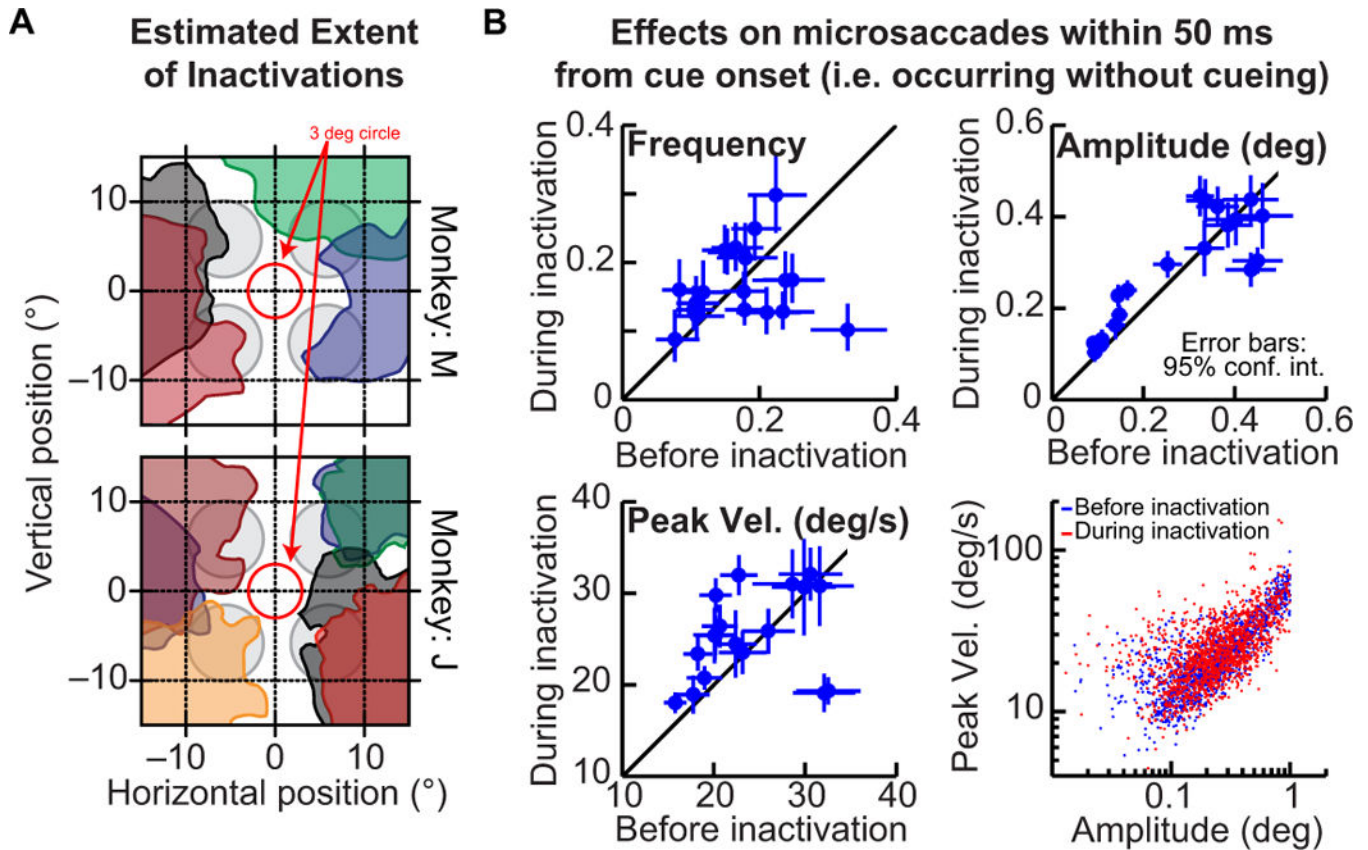 A
Estimated Extent
of Inactivations
3 deg circle
10
0
−10
Monkey: M
10
0
−10
Monkey: J
Vertical position (°)
−10
0
10
Horizontal position (°)
B
Effects on microsaccades within 50 ms
from cue onset (i.e. occurring without cueing)
Frequency
During inactivation
0.4
0.2
0
0
0.2
0.4
Before inactivation
Amplitude (deg)
During inactivation
0.6
0.4
0.2
0
0
0.2
0.4
0.6
Error bars:
95% conf. int.
Before inactivation
Peak Vel. (deg/s)
During inactivation
40
30
20
10
10
20
30
40
Before inactivation
Before inactivation
During inactivation
Peak Vel. (deg/s)
100
10
0.1
1
Amplitude (deg)